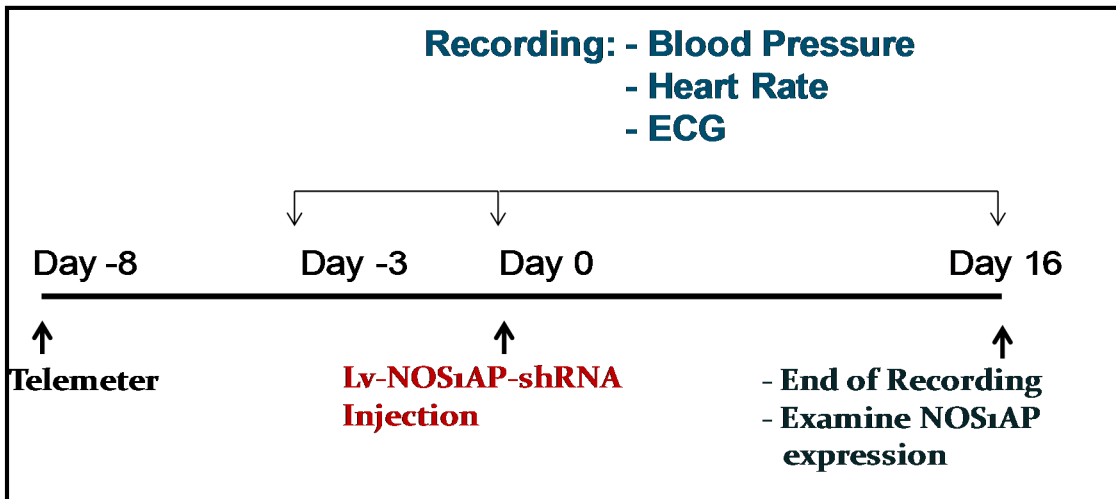 Recording: - Blood Pressure
- Heart Rate
- ECG
Day -8 Day -3 Day 0 Day 16
Telemeter
Lv-NOS1AP-shRNA
Injection
- End of Recording
- Examine NOS1AP
expression